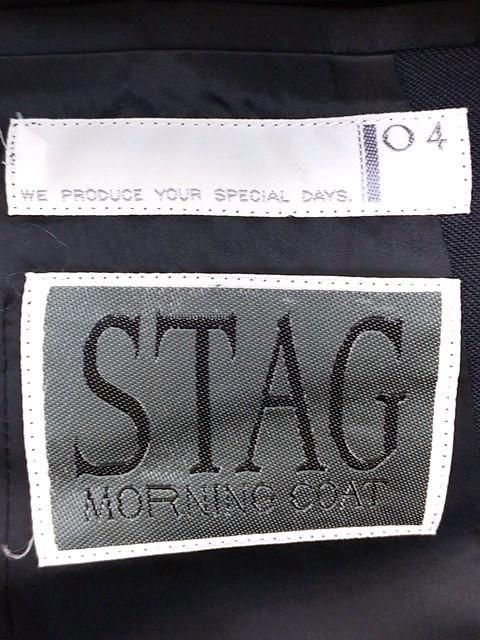 04
WE PRODUCE YOUR SPECIAL DAYS.
STAG
MORNING COAT